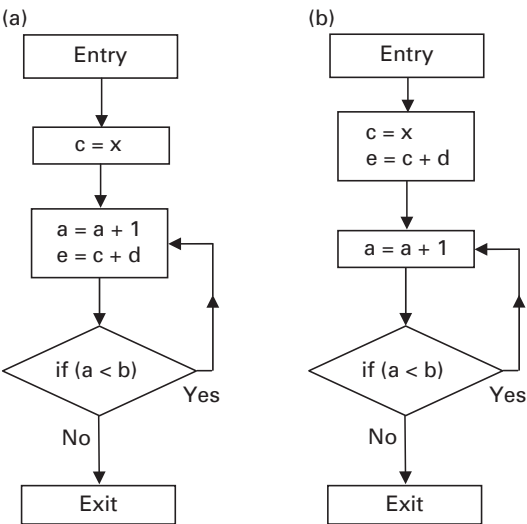 (a)
Entry
c = x
a = a + 1
e = c + d
if (a < b)
Yes
No
Exit
(b)
Entry
c = x
e = c + d
a = a + 1
if (a < b)
Yes
No
Exit